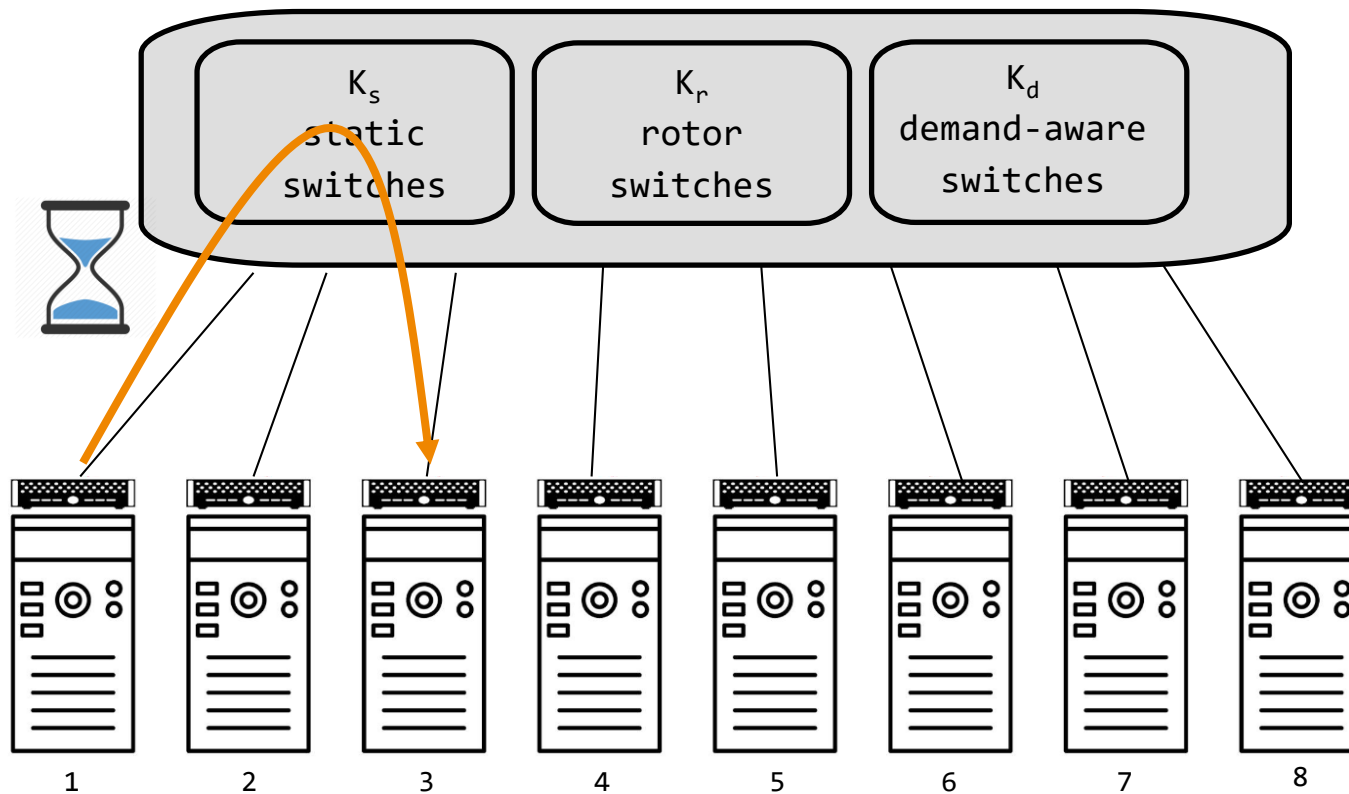 K_s
static
switches
K_r
rotor
switches
K_d
demand-aware
switches
1 2 3 4 5 6 7 8